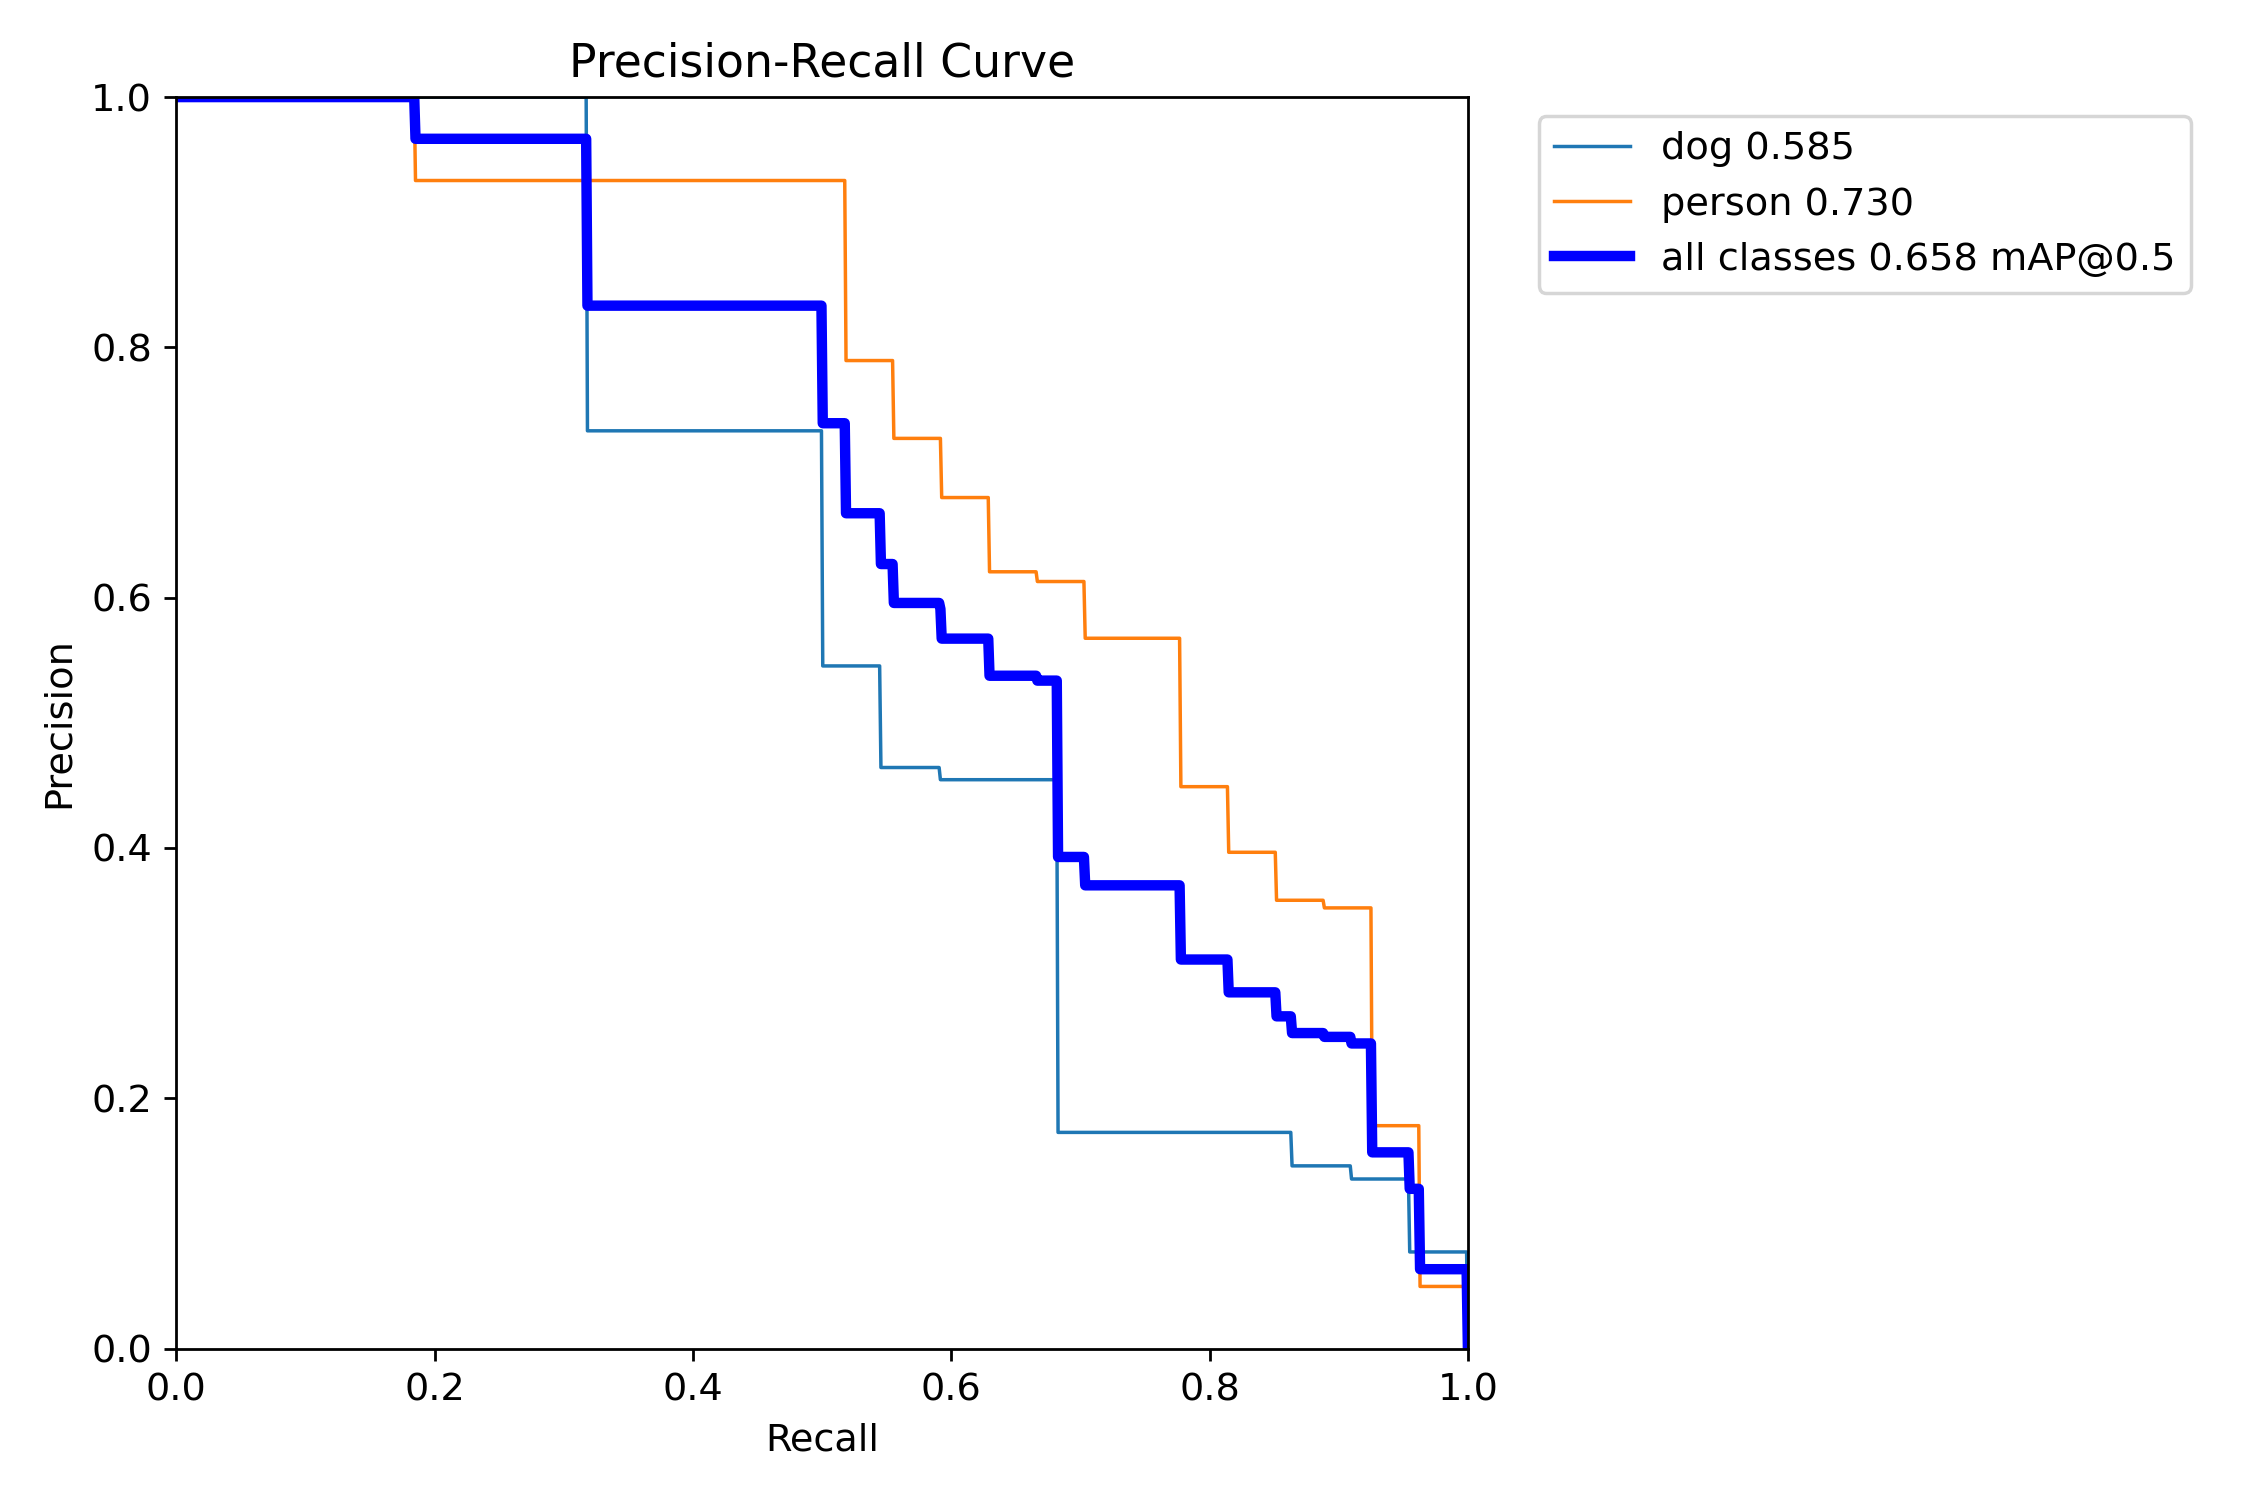 Precision-Recall Curve
1.0
0.8
0.6
0.4
0.2
0.0
Precision
0.0 0.2 0.4 0.6 0.8 1.0
Recall
dog 0.585
person 0.730
all classes 0.658 mAP@0.5